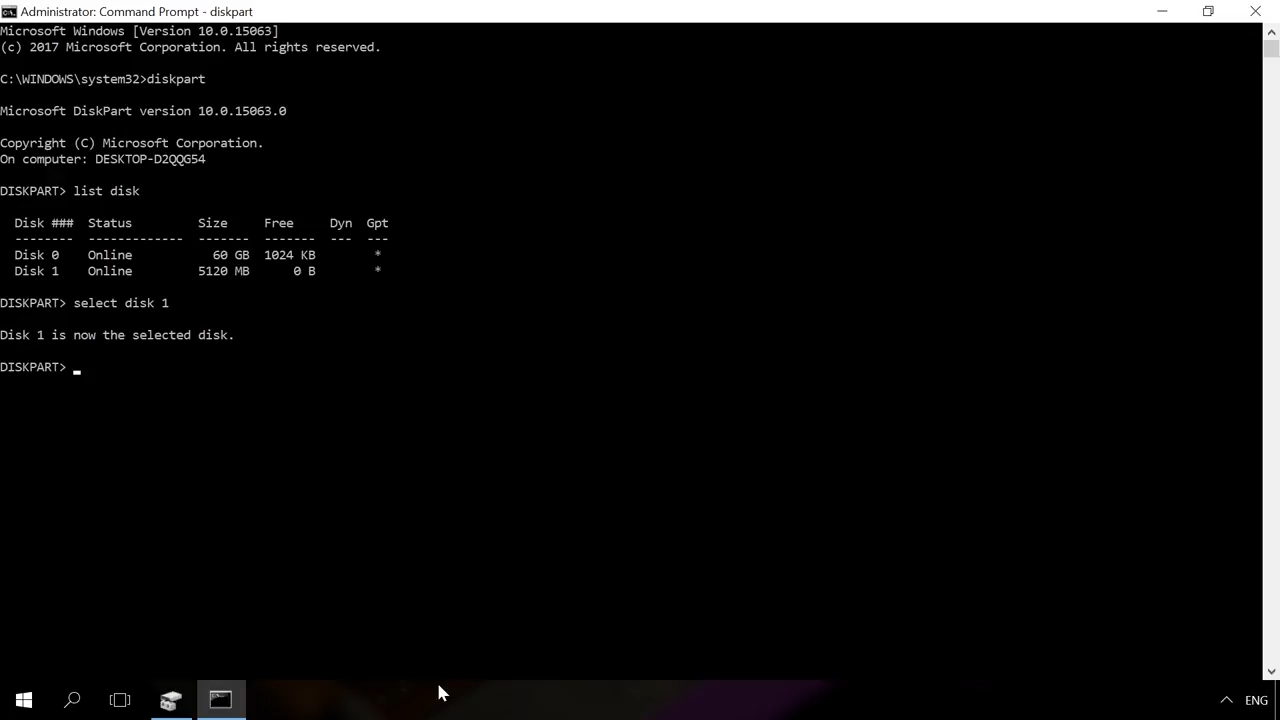 Administrator: Command Prompt - diskpart
Microsoft Windows [Version 10.0.15063]
(c) 2017 Microsoft Corporation. All rights reserved.
C:\WINDOWS\system32>diskpart
Microsoft DiskPart version 10.0.15063.0
Copyright (C) Microsoft Corporation.
On computer: DESKTOP-D2QQG54
DISKPART> list disk
Disk ### Status Size Free Dyn Gpt
-------- ------------- ------- ------- --- ---
Disk 0 Online 60 GB 1024 KB *
Disk 1 Online 5120 MB 0 B *
DISKPART> select disk 1
Disk 1 is now the selected disk.
DISKPART> _
ENG